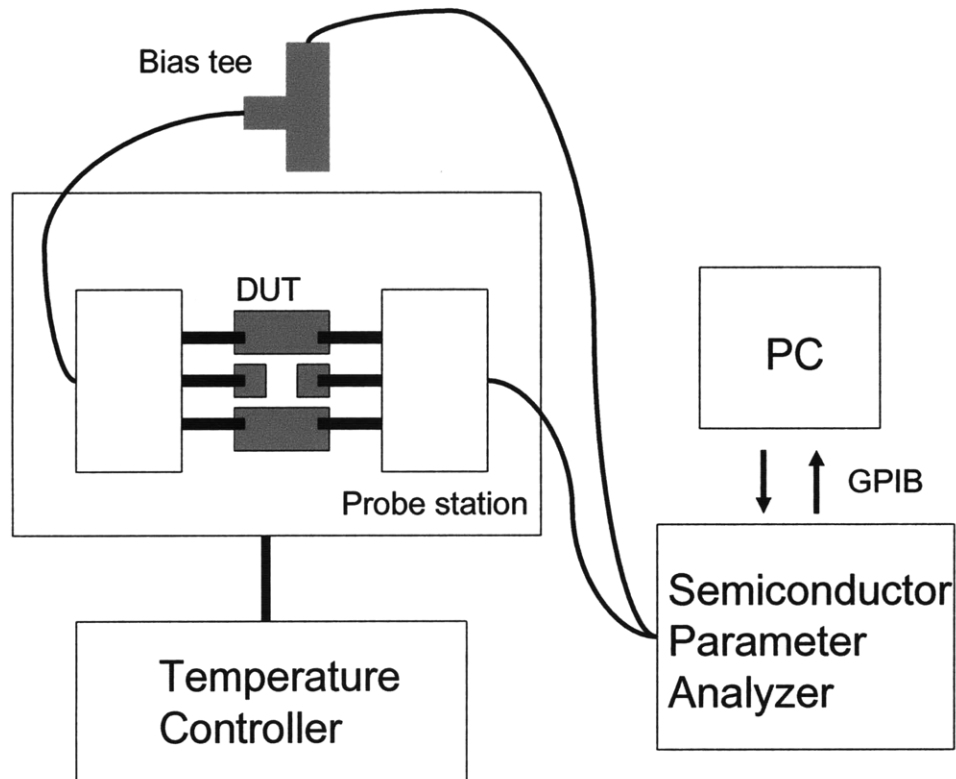 Bias tee
DUT
PC
GPIB
Probe station
Semiconductor
Parameter
Analyzer
Temperature
Controller